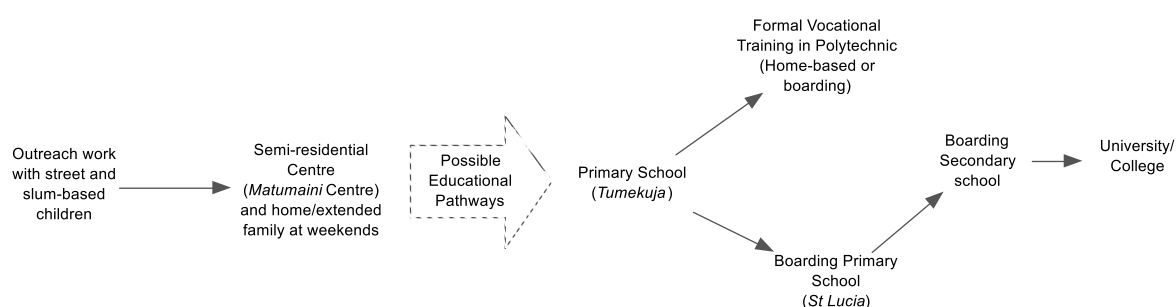 Outreach work
with street and
slum-based
children
Semi-residential
Centre
(Matumaini Centre)
and home/extended
family at weekends
Possible
Educational
Pathways
Primary School
(Tumekuja)
Formal Vocational
Training in Polytechnic
(Home-based or
boarding)
Boarding Primary
School
(St Lucia)
Boarding
Secondary
school
University/
College